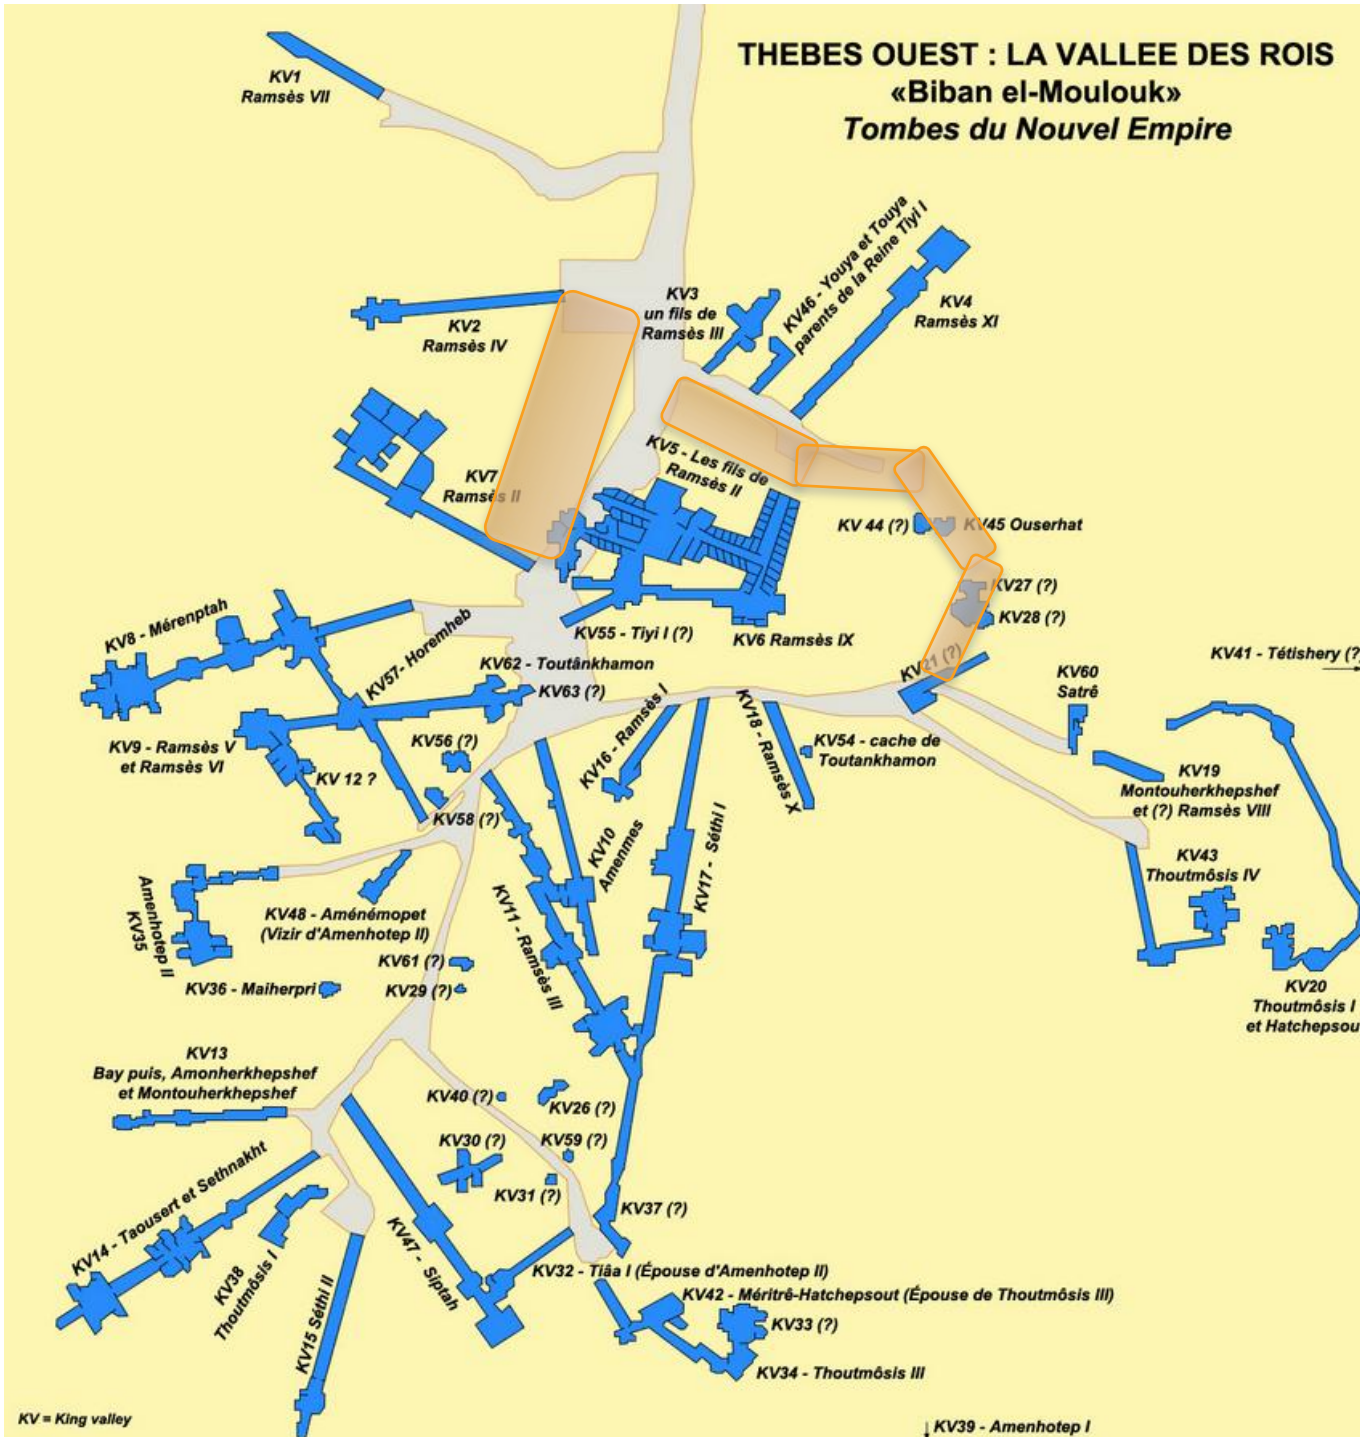 THEBES OUEST : LA VALLEE DES ROIS
«Biban el-Moulouk»
Tombes du Nouvel Empire
KV1
Ramsès VII
KV2
Ramsès IV
KV3
un fils de
Ramsès III
KV46 - Youya et Touya
parents de la Reine Tiyi I
KV4
Ramsès XI
KV7
Ramsès II
KV5 - Les fils de
Ramsès II
KV 44 (?)
KV45 Ouserhat
KV27 (?)
KV28 (?)
KV21 (?)
KV8 - Mérenptah
KV57- Horemheb
KV55 - Tiyi I (?)
KV6 Ramsès IX
KV62 - Toutânkhamon
KV63 (?)
KV60
Satrê
KV41 - Tétishery (?)
KV9 - Ramsès V
et Ramsès VI
KV56 (?)
KV 12 ?
KV58 (?)
KV16 - Ramsès I
KV18 - Ramsès X
KV54 - cache de
Toutankhamon
KV19
Montouherkhepshef
et (?) Ramsès VIII
KV10
Amenmes
KV17 - Séthi I
KV11 - Ramsès III
KV43
Thoutmôsis IV
Amenhotep II
KV35
KV48 - Aménémopet
(Vizir d'Amenhotep II)
KV61 (?)
KV29 (?)
KV36 - Maiherpri
KV20
Thoutmôsis I
et Hatchepsou
KV13
Bay puis, Amonherkhepshef
et Montouherkhepshef
KV40 (?)
KV26 (?)
KV30 (?)
KV59 (?)
KV31 (?)
KV37 (?)
KV14 - Taousert et Sethnakht
KV38
Thoutmôsis I
KV15 Séthi II
KV47 - Siptah
KV32 - Tiâa I (Épouse d'Amenhotep II)
KV42 - Méritrê-Hatchepsout (Épouse de Thoutmôsis III)
KV33 (?)
KV34 - Thoutmôsis III
KV = King valley
KV39 - Amenhotep I